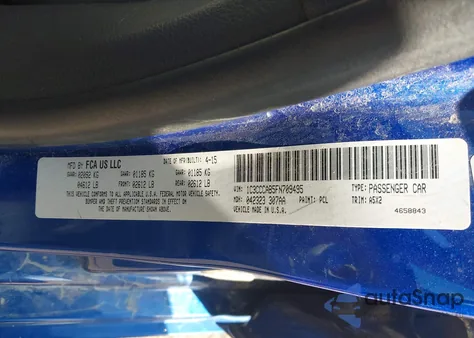 MFD BY FCA US LLC
DATE OF MFR(BUILT): 4-15
GVWR: 02092 KG GAWR: 01185 KG GAWR: 01185 KG
04612 LB FRONT: 02612 LB REAR: 02612 LB
THIS VEHICLE CONFORMS TO ALL APPLICABLE U.S.A. FEDERAL MOTOR VEHICLE SAFETY,
BUMPER AND THEFT PREVENTION STANDARDS IN EFFECT
ON THE DATE OF MANUFACTURE SHOWN ABOVE.
VIN: 1C3CCCAB5FN709495 TYPE: PASSENGER CAR
MDH: 042323 307AA PAINT: PCL TRIM: A5X2
VEHICLE MADE IN U.S.A. 4658843
autoSnap